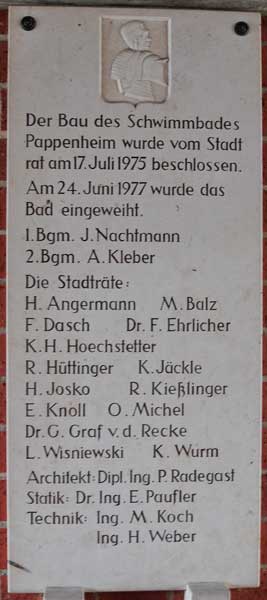 Der Bau des Schwimmbades
Pappenheim wurde vom Stadt
rat am 17. Juli 1975 beschlossen.
Am 24. Juni 1977 wurde das
Bad eingeweiht.
1. Bgm. J. Nachtmann
2. Bgm. A. Kleber
Die Stadträte:
H. Angermann M. Balz
F. Dasch Dr. F. Ehrlicher
K.H. Hoechstetter
R. Hüttinger K. Jäckle
H. Josko R. Kießlinger
E. Knoll O. Michel
Dr. G. Graf v. d. Recke
L. Wisniewski K. Wurm
Architekt: Dipl. Ing. P. Radegast
Statik: Dr. Ing. E. Paufler
Technik: Ing. M. Koch
Ing. H. Weber